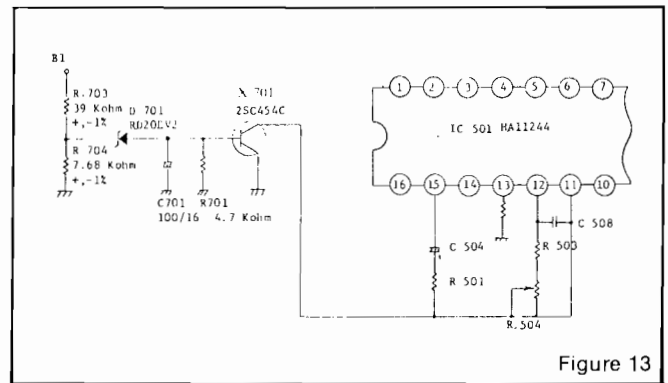 B1
R.703
39 Kohm
+,-1%
D 701
RD20EV2
R 704
7.68 Kohm
+,-1%
C701
100/16
R701
4.7 Kohm
701
2SC454C
1 2 3 4 5 6 7
IC 501 HA11244
16 15 14 13 12 11 10
C 504
R 501
C 508
R 503
R.504
Figure 13